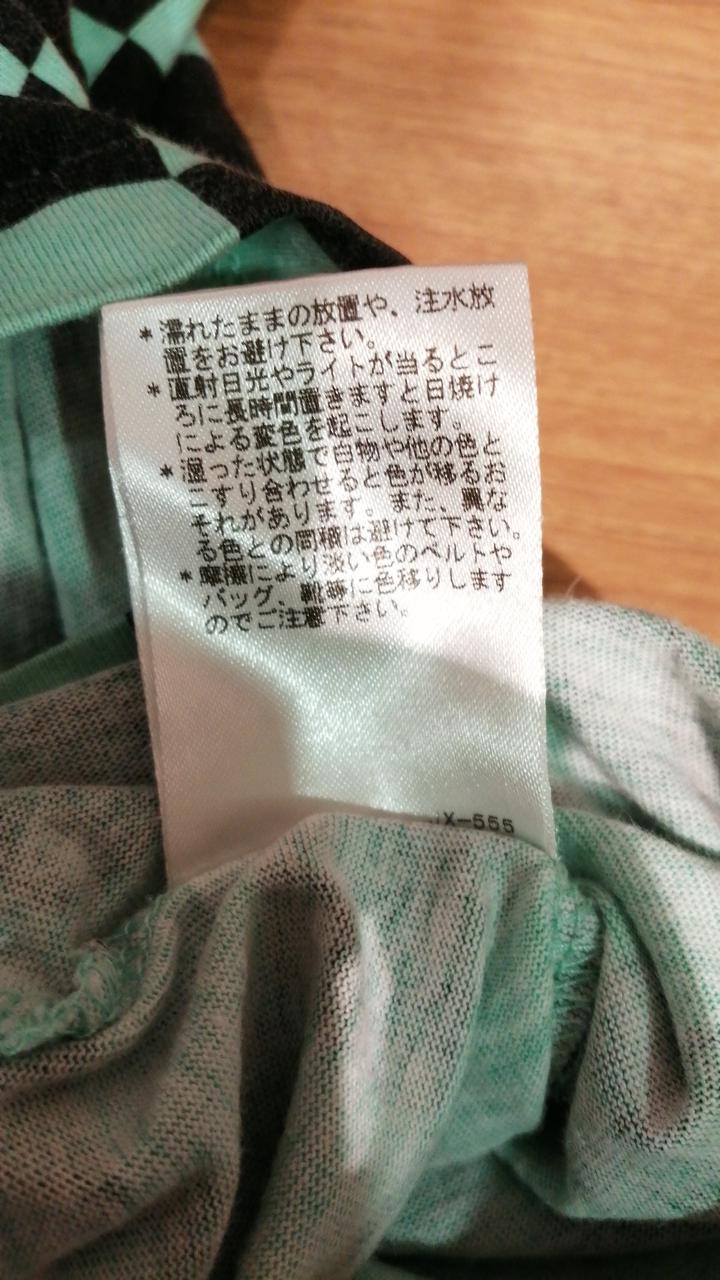 *濡れたままの放置や、注水放
置をお避け下さい。
*直射日光やライトが当るとこ
ろに長時間置きますと日焼け
による変色を起こします。
*湿った状態で白物や他の色と
こすり合わせると色が移るお
それがあります。また、異な
る色との同梱は避けて下さい。
*摩擦により淡い色のベルトや
バッグ、靴等に色移りします
のでご注意下さい。
X-555